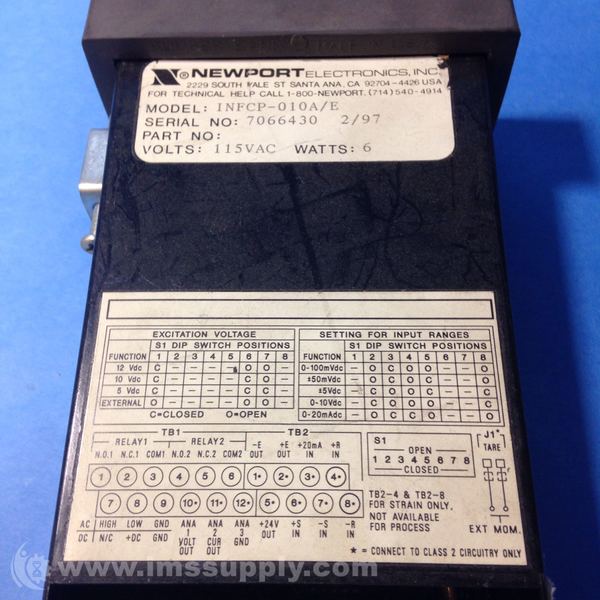 NEWPORT ELECTRONICS, INC.
2229 SOUTH YALE ST SANTA ANA, CA 92704-4426 USA
FOR TECHNICAL HELP CALL 1-800-NEWPORT, (714) 540-4914
MODEL: INFCP-010A/E
SERIAL NO: 7066430 2/97
PART NO:
VOLTS: 115VAC WATTS: 6
EXCITATION VOLTAGE
S1 DIP SWITCH POSITIONS
FUNCTION 1 2 3 4 5 6 7 8
12 Vdc C - - - - O O -
10 Vdc C - - - - C O -
5 Vdc C - - - - C C -
EXTERNAL O - - - - O O -
C=CLOSED O=OPEN
SETTING FOR INPUT RANGES
S1 DIP SWITCH POSITIONS
FUNCTION 1 2 3 4 5 6 7 8
0-100mVdc
±50mVdc
±5Vdc
0-10Vdc
0-20mAdc
TB1 TB2
RELAY1 RELAY2 -E +E +20mA +R
N.O.1 N.C.1 COM1 N.O.2 N.C.2 COM2 OUT OUT IN IN
1 2 3 4 5 6 1• 2• 3• 4•
7 8 9 10• 11• 12• 5• 6• 7• 8•
AC HIGH LOW GND ANA ANA ANA +24V +S -S -R
DC N/C +DC GND 1 2 3 OUT IN IN IN
VOLT CUR GND
OUT OUT
S1
OPEN
1 2 3 4 5 6 7 8
CLOSED
J1*
TARE
TB2-4 & TB2-8
FOR STRAIN ONLY,
NOT AVAILABLE
FOR PROCESS
EXT MOM.
* = CONNECT TO CLASS 2 CIRCUITRY ONLY
© www.imssupply.com